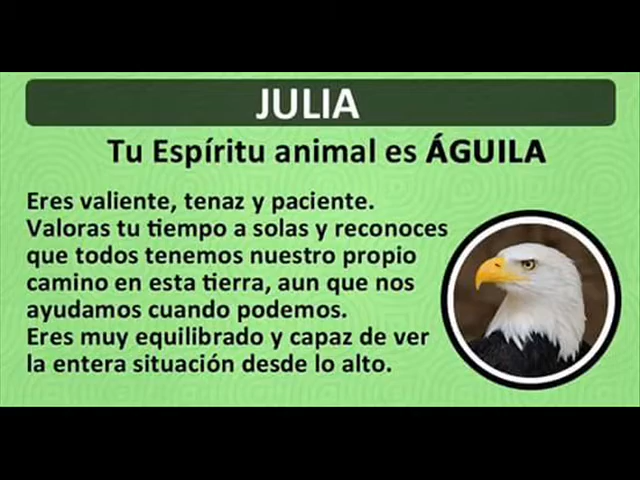 JULIA
Tu Espíritu animal es ÁGUILA
Eres valiente, tenaz y paciente.
Valoras tu tiempo a solas y reconoces
que todos tenemos nuestro propio
camino en esta tierra, aun que nos
ayudamos cuando podemos.
Eres muy equilibrado y capaz de ver
la entera situación desde lo alto.